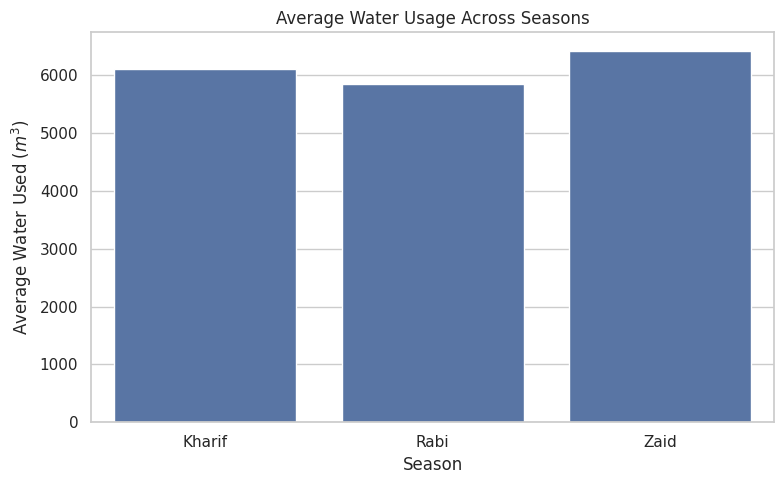 Average Water Usage Across Seasons
Average Water Used (m³)
6000
5000
4000
3000
2000
1000
0
Kharif Rabi Zaid
Season